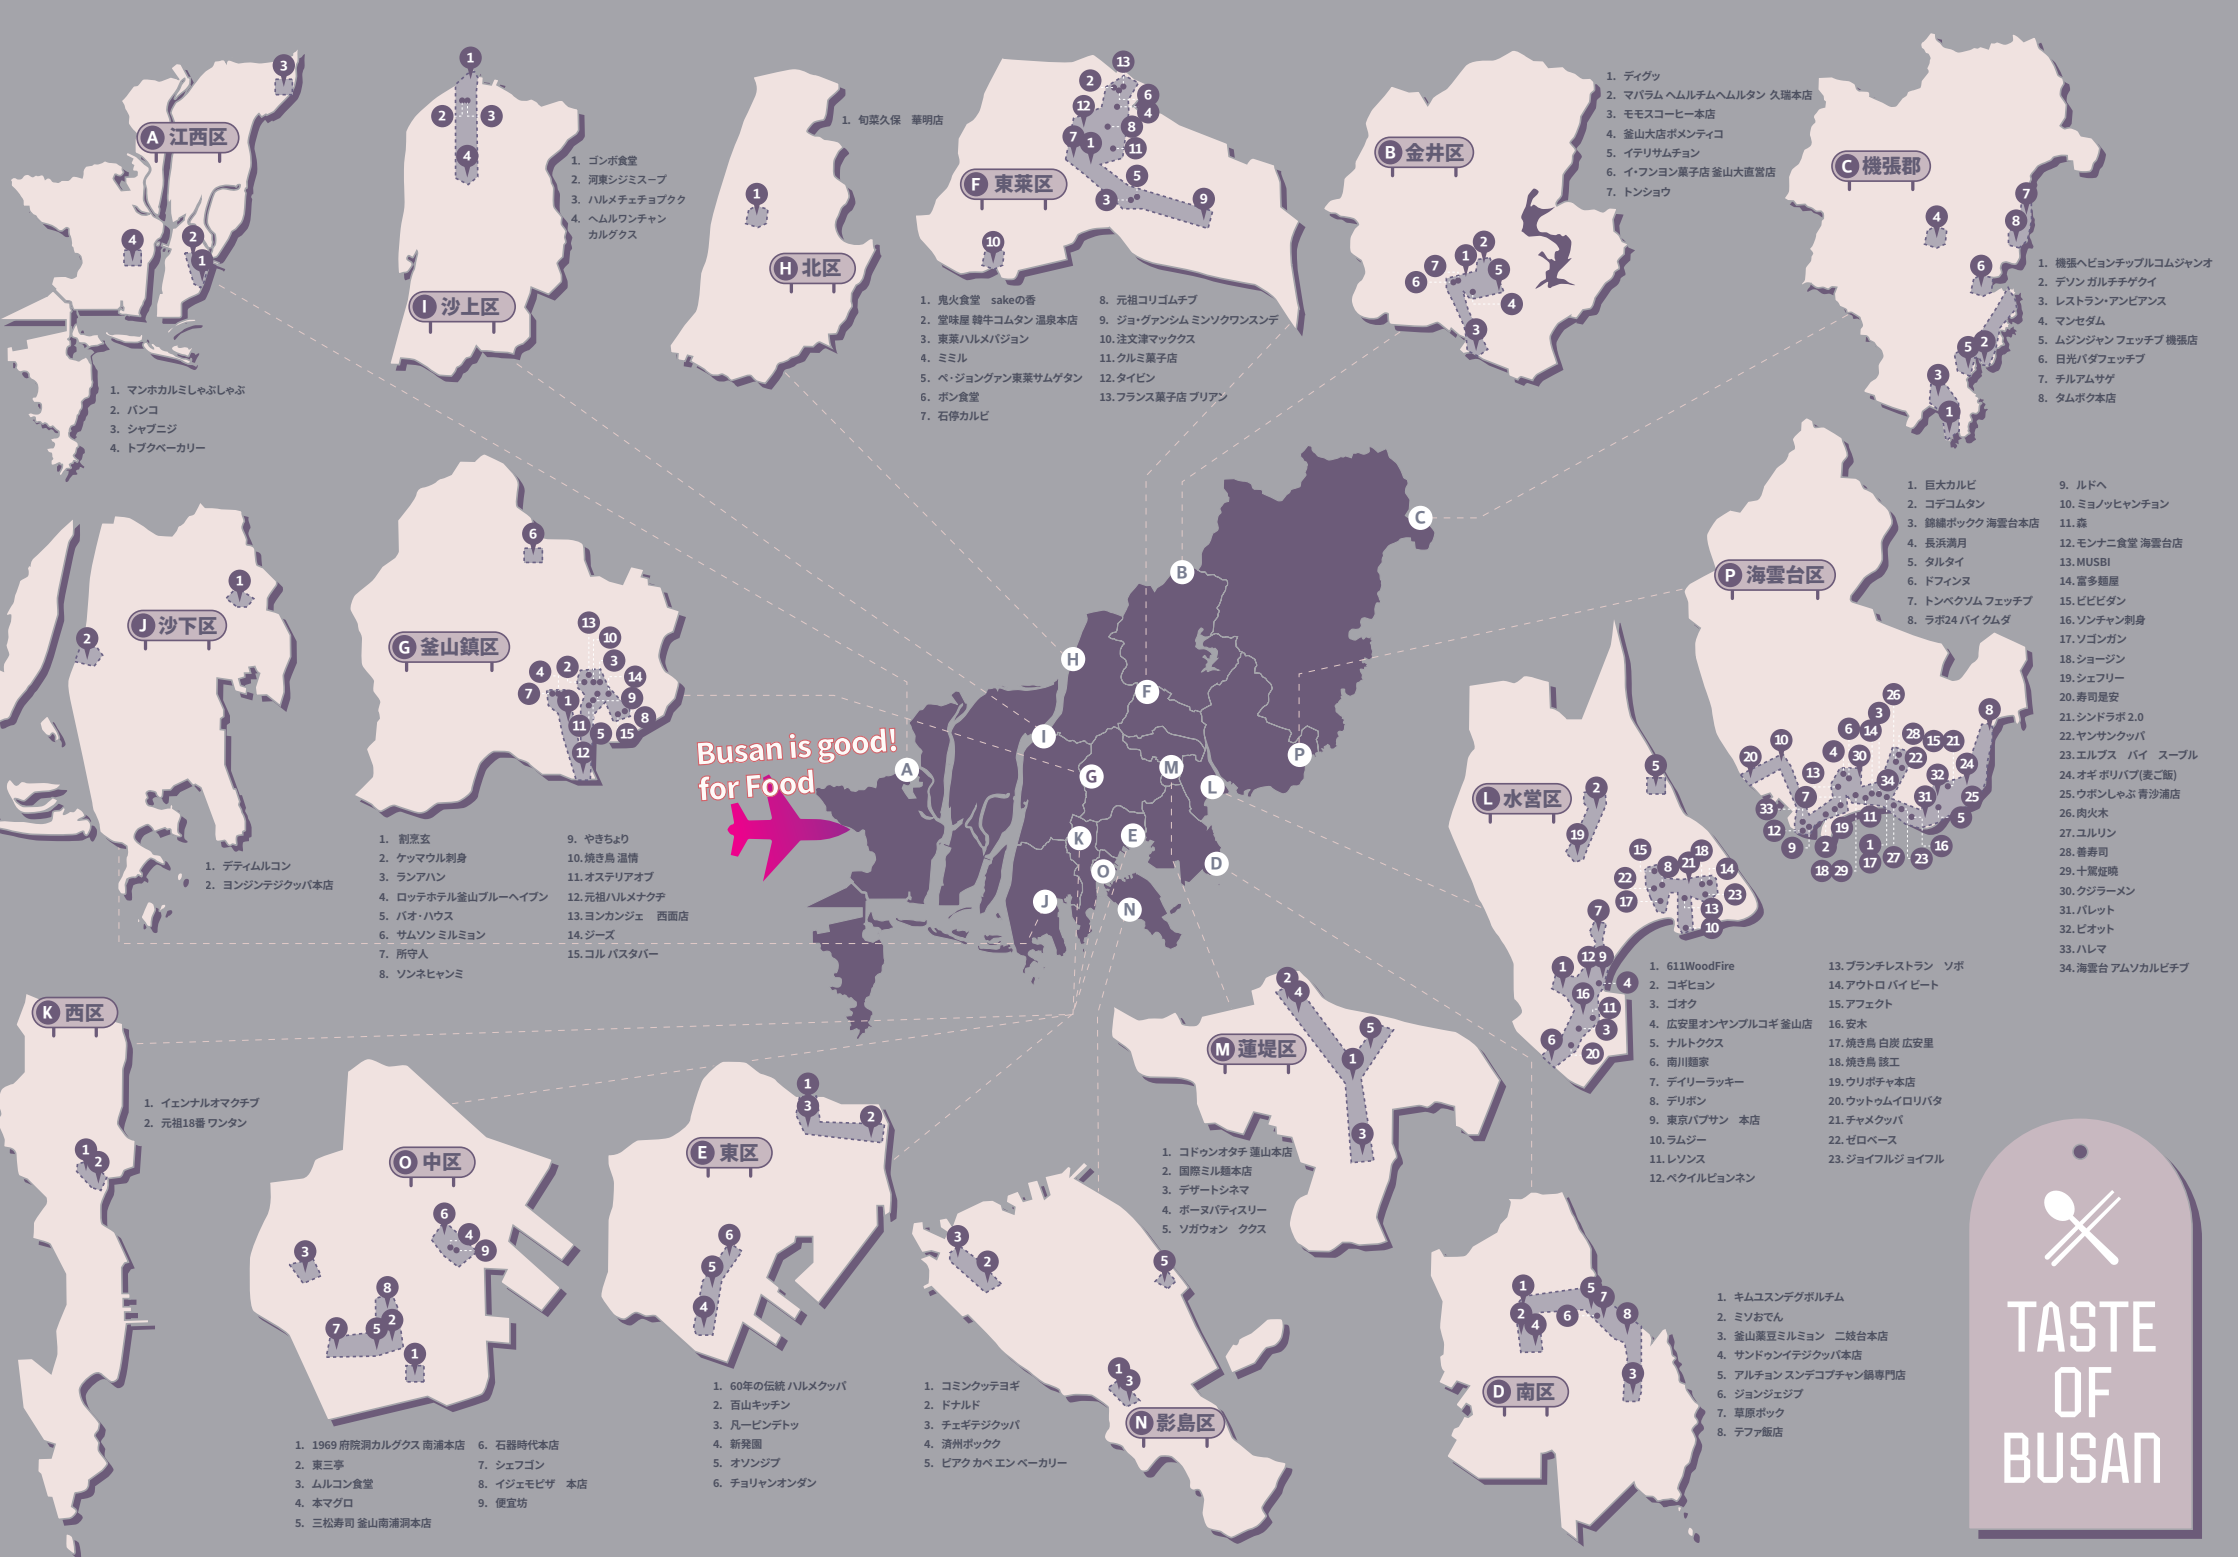 A 江西区
1. マンホカルミしゃぶしゃぶ
2. バンコ
3. シャブニジ
4. トブクベーカリー
I 沙上区
1. ゴンボ食堂
2. 河東シジミスープ
3. ハルメチェチョプクク
4. ヘムルワンチャン
カルグクス
H 北区
1. 旬菜久保 華明店
F 東莱区
1. 鬼火食堂 sakeの香
2. 堂味屋 韓牛コムタン 温泉本店
3. 東莱ハルメパジョン
4. ミミル
5. ペ・ジョングァン東莱サムゲタン
6. ボン食堂
7. 石停カルビ
8. 元祖コリゴムチブ
9. ジョ・グァンシム ミンソクワンスンデ
10. 注文津マッククス
11. クルミ菓子店
12. タイビン
13. フランス菓子店 ブリアン
B 金井区
1. ディグッ
2. マパラム ヘムルチムヘムルタン 久瑞本店
3. モモスコーヒー本店
4. 釜山大店ポメンティコ
5. イテリサムチョン
6. イ・フンヨン菓子店 釜山大直営店
7. トンショウ
C 機張郡
1. 機張ヘビョンチップルコムジャンオ
2. デソン ガルチチゲクイ
3. レストラン・アンビアンス
4. マンセダム
5. ムジンジャン フェッチブ 機張店
6. 日光パダフェッチブ
7. チルアムサゲ
8. タムボク本店
J 沙下区
1. デティムルコン
2. ヨンジンテジクッパ本店
G 釜山鎮区
1. 割烹玄
2. ケッマウル刺身
3. ランアハン
4. ロッテホテル釜山ブルーヘイブン
5. バオ・ハウス
6. サムソン ミルミョン
7. 所守人
8. ソンネヒャンミ
9. やきちょり
10. 焼き鳥 温情
11. オステリアオブ
12. 元祖ハルメナクヂ
13. ヨンカンジェ 西面店
14. ジーズ
15. コル パスタバー
Busan is good!
for Food
P 海雲台区
1. 巨大カルビ
2. コデコムタン
3. 錦繡ボックク 海雲台本店
4. 長浜満月
5. タルタイ
6. ドフィンヌ
7. トンベクソム フェッチブ
8. ラボ24 バイ クムダ
9. ルドヘ
10. ミョノッヒャンチョン
11. 森
12. モンナニ食堂 海雲台店
13. MUSBI
14. 富多麺屋
15. ビビビダン
16. ソンチャン刺身
17. ソゴンガン
18. ショージン
19. シェフリー
20. 寿司是安
21. シンドラボ 2.0
22. ヤンサンクッパ
23. エルプス バイ スープル
24. オギ ボリパブ(麦ご飯)
25. ウボンしゃぶ 青沙浦店
26. 肉火木
27. ユルリン
28. 善寿司
29. 十駕炡曉
30. クジラーメン
31. パレット
32. ピオット
33. ハレマ
34. 海雲台 アムソカルビチブ
L 水営区
1. 611WoodFire
2. コギヒョン
3. ゴオク
4. 広安里オンヤンプルコギ 釜山店
5. ナルトククス
6. 南川麺家
7. デイリーラッキー
8. デリボン
9. 東京バプサン 本店
10. ラムジー
11. レソンス
12. ペクイルピョンネン
13. ブランチレストラン ソボ
14. アウトロ バイ ビート
15. アフェクト
16. 安木
17. 焼き鳥 白炭 広安里
18. 焼き鳥 該工
19. ウリポチャ本店
20. ウットゥムイロリバタ
21. チャメクッパ
22. ゼロベース
23. ジョイフルジョイフル
K 西区
1. イェンナルオマクチプ
2. 元祖18番 ワンタン
O 中区
1. 1969 府院洞カルグクス 南浦本店
2. 東三亭
3. ムルコン食堂
4. 本マグロ
5. 三松寿司 釜山南浦洞本店
6. 石器時代本店
7. シェフゴン
8. イジェモピザ 本店
9. 便宜坊
E 東区
1. 60年の伝統 ハルメクッパ
2. 百山キッチン
3. 凡一ビンデトッ
4. 新発園
5. オソンジプ
6. チョリャンオンダン
M 蓮堤区
1. コドゥンオタチ 蓮山本店
2. 国際ミル麺本店
3. デザートシネマ
4. ボーヌパティスリー
5. ソガウォン ククス
N 影島区
1. コミンクッテヨギ
2. ドナルド
3. チェギテジクッパ
4. 済州ボックク
5. ピアク カペ エン ベーカリー
D 南区
1. キムユスンデグボルチム
2. ミソおでん
3. 釜山薬豆ミルミョン 二妓台本店
4. サンドゥンイテジクッパ本店
5. アルチョン スンデコプチャン鍋専門店
6. ジョンジェジプ
7. 草原ボック
8. テファ飯店
TASTE
OF
BUSAN